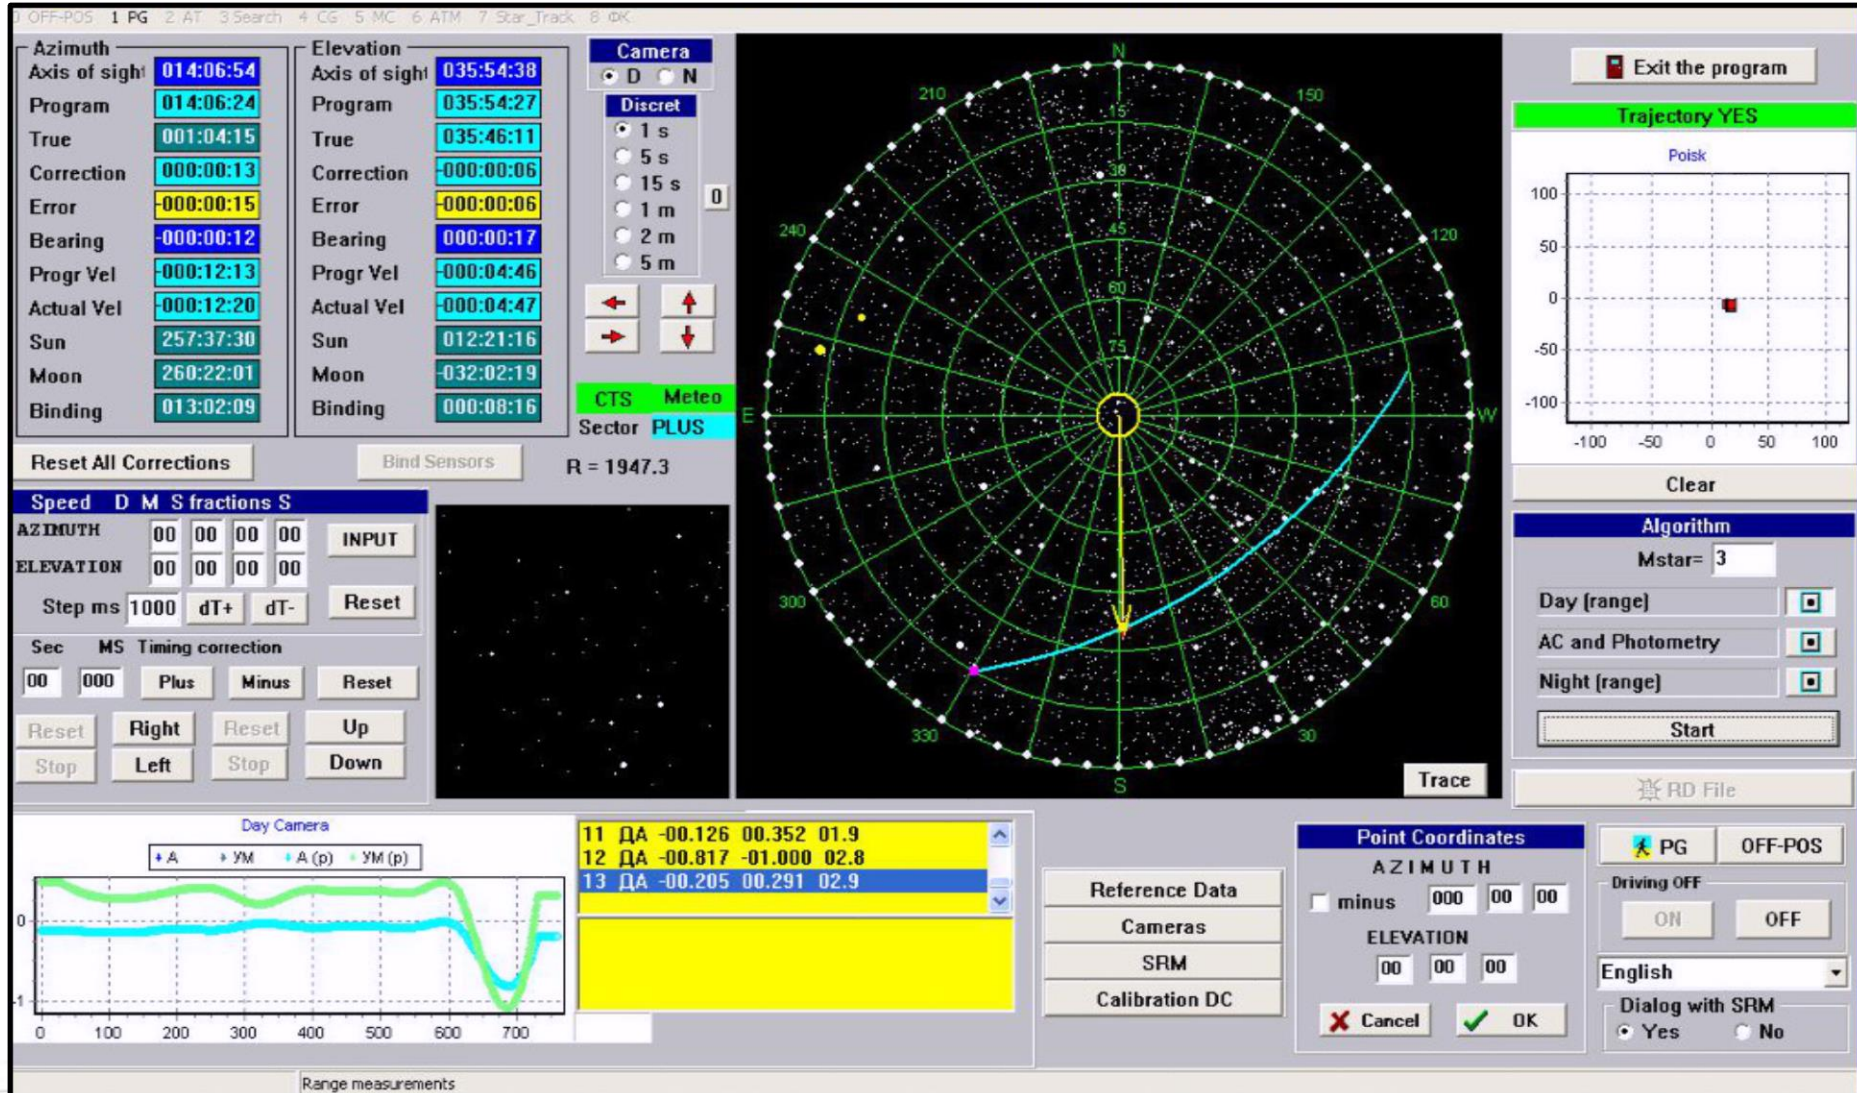 OFF-POS 1 PG 2 AT 3 Search 4 CG 5 MC 6 ATM 7 Star_Track 8 ФК
Azimuth
Axis of sight 014:06:54
Program 014:06:24
True 001:04:15
Correction 000:00:13
Error -000:00:15
Bearing -000:00:12
Progr Vel -000:12:13
Actual Vel -000:12:20
Sun 257:37:30
Moon 260:22:01
Binding 013:02:09
Elevation
Axis of sight 035:54:38
Program 035:54:27
True 035:46:11
Correction -000:00:06
Error -000:00:06
Bearing 000:00:17
Progr Vel -000:04:46
Actual Vel -000:04:47
Sun 012:21:16
Moon -032:02:19
Binding 000:08:16
Camera
D N
Discret
1 s
5 s
15 s
1 m
2 m
5 m
0
CTS Meteo
Sector PLUS
R = 1947.3
Reset All Corrections
Bind Sensors
Speed D M S fractions S
AZIMUTH 00 00 00 00 INPUT
ELEVATION 00 00 00 00
Step ms 1000 dT+ dT- Reset
Sec MS Timing correction
00 000 Plus Minus Reset
Reset Right Reset Up
Stop Left Stop Down
N
210 150
15
30
240 45 120
60
75
E W
300 60
330 30
S
Trace
Exit the program
Trajectory YES
Poisk
100
50
0
-50
-100
-100 -50 0 50 100
Clear
Algorithm
Mstar= 3
Day (range)
AC and Photometry
Night (range)
Start
RD File
Day Camera
A УМ A (p) УМ (p)
0
-1
0 100 200 300 400 500 600 700
11 ДА -00.126 00.352 01.9
12 ДА -00.817 -01.000 02.8
13 ДА -00.205 00.291 02.9
Reference Data
Cameras
SRM
Calibration DC
Point Coordinates
AZIMUTH
minus 000 00 00
ELEVATION
00 00 00
Cancel OK
PG OFF-POS
Driving OFF
ON OFF
English
Dialog with SRM
Yes No
Range measurements